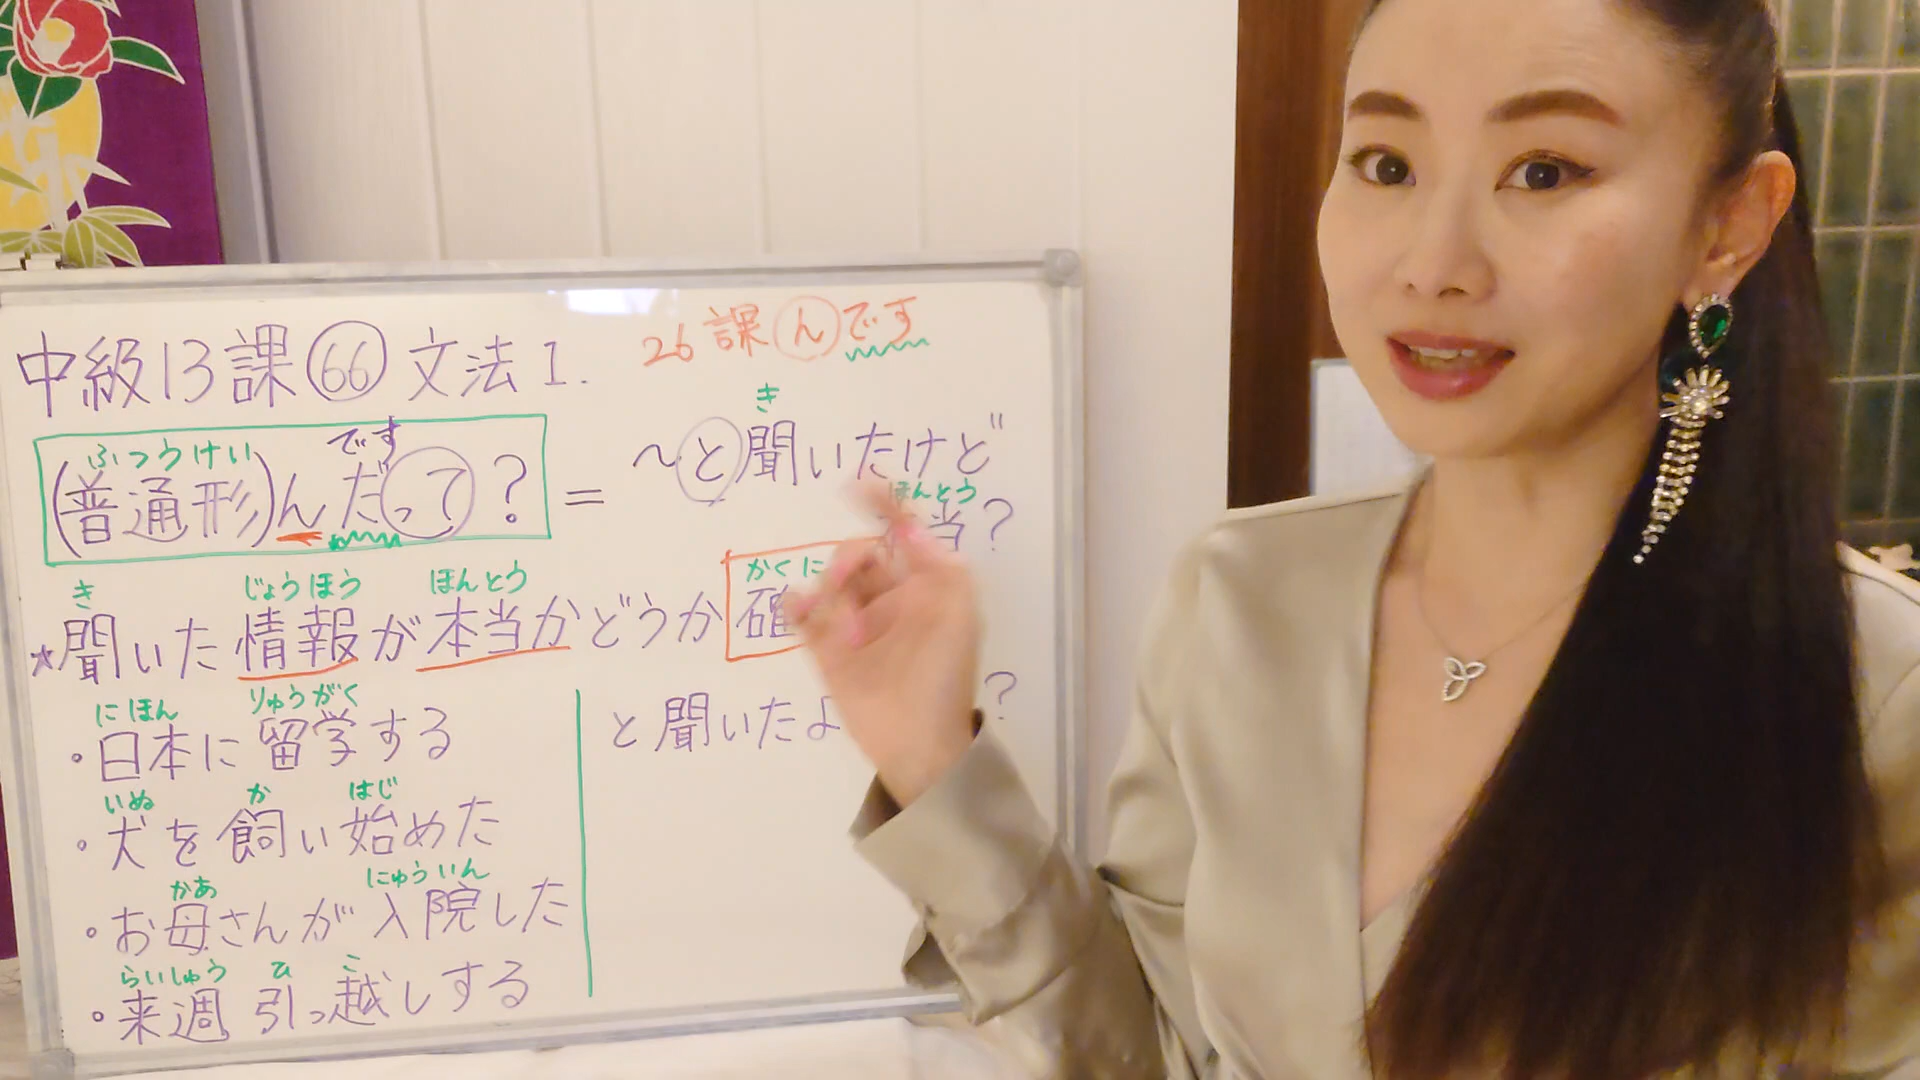 中級13課 66 文法1.
26課んです
ふつうけい です
(普通形)んだって? =
き
〜と聞いたけど
ほんとう
当?
き じょうほう ほんとう かくに
★聞いた情報が本当かどうか確
にほん りゅうがく
・日本に留学する
と聞いたよ ?
いぬ か はじ
・犬を飼い始めた
かあ にゅういん
・お母さんが入院した
らいしゅう ひ こ
・来週引っ越しする